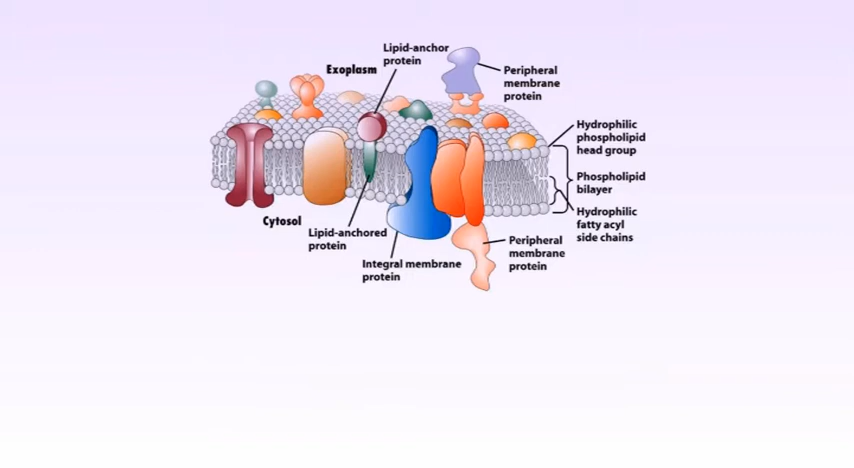 Lipid-anchor
protein
Exoplasm
Peripheral
membrane
protein
Hydrophilic
phospholipid
head group
Phospholipid
bilayer
Hydrophilic
fatty acyl
side chains
Cytosol
Lipid-anchored
protein
Integral membrane
protein
Peripheral
membrane
protein